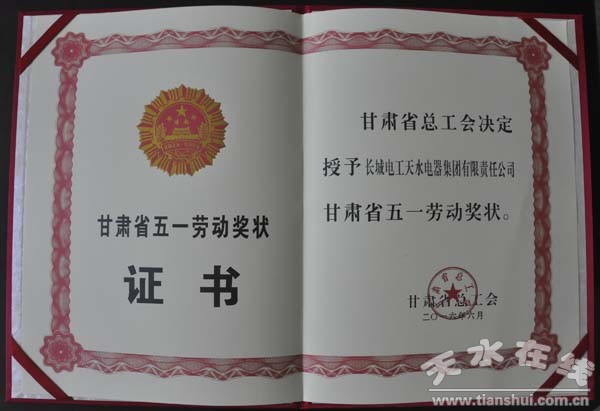 甘肃省五一劳动奖状
证书
甘肃省总工会决定
授予长城电工天水电器集团有限责任公司
甘肃省五一劳动奖状。
甘肃省总工会
二〇一六年六月
天水在线
www.tianshui.com.cn